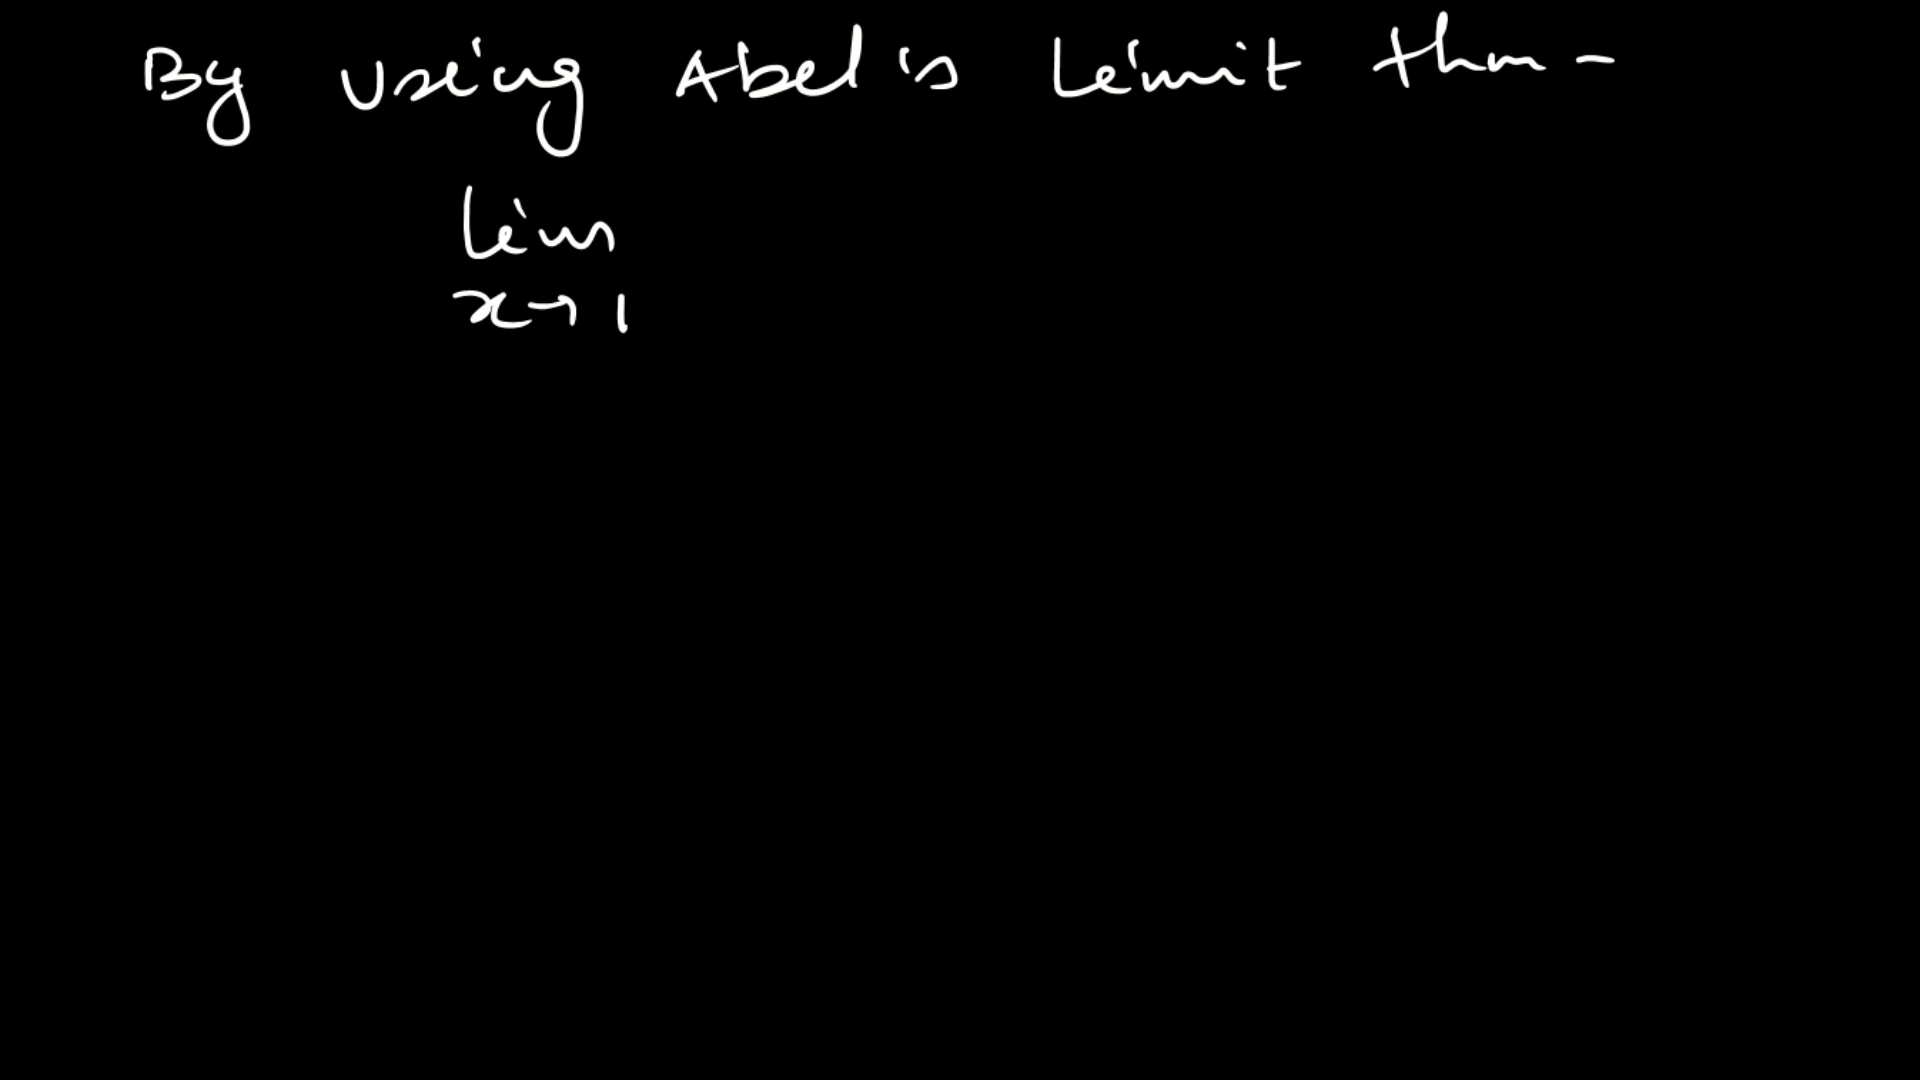 By using Abel's Limit thm -
lim
x→1